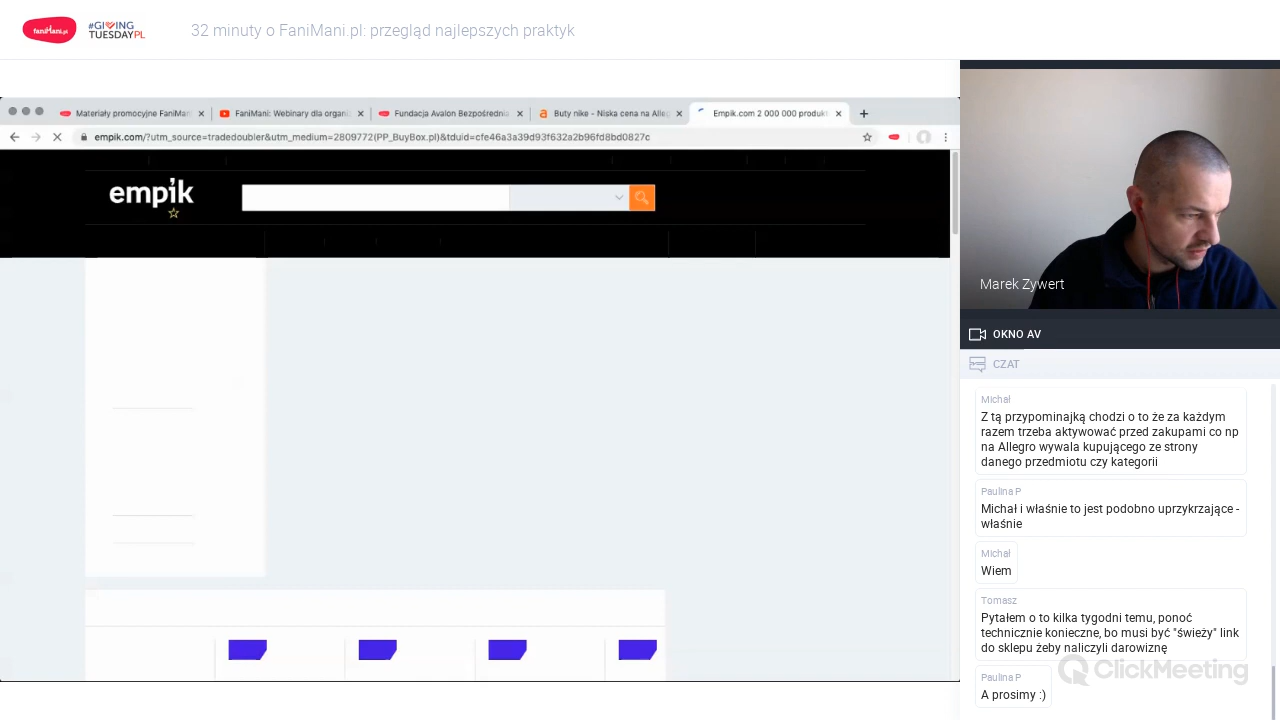 faniMani.pl
#GIVING
TUESDAYPL
32 minuty o FaniMani.pl: przegląd najlepszych praktyk
Materiały promocyjne FaniMan
FaniMani: Webinary dla organiz
Fundacja Avalon Bezpośrednia
Buty nike - Niska cena na Alleg
Empik.com 2 000 000 produkt
empik.com/?utm_source=tradedoubler&utm_medium=2809772(PP_BuyBox.pl)&tduid=cfe46a3a39d93f632a2b96fd8bd0827c
empik
Marek Zywert
OKNO AV
CZAT
Michał
Z tą przypominajką chodzi o to że za każdym
razem trzeba aktywować przed zakupami co np
na Allegro wywala kupującego ze strony
danego przedmiotu czy kategorii
Paulina P
Michał i właśnie to jest podobno uprzykrzające -
właśnie
Michał
Wiem
Tomasz
Pytałem o to kilka tygodni temu, ponoć
technicznie konieczne, bo musi być "świeży" link
do sklepu żeby naliczyli darowiznę
Paulina P
A prosimy :)
ClickMeeting